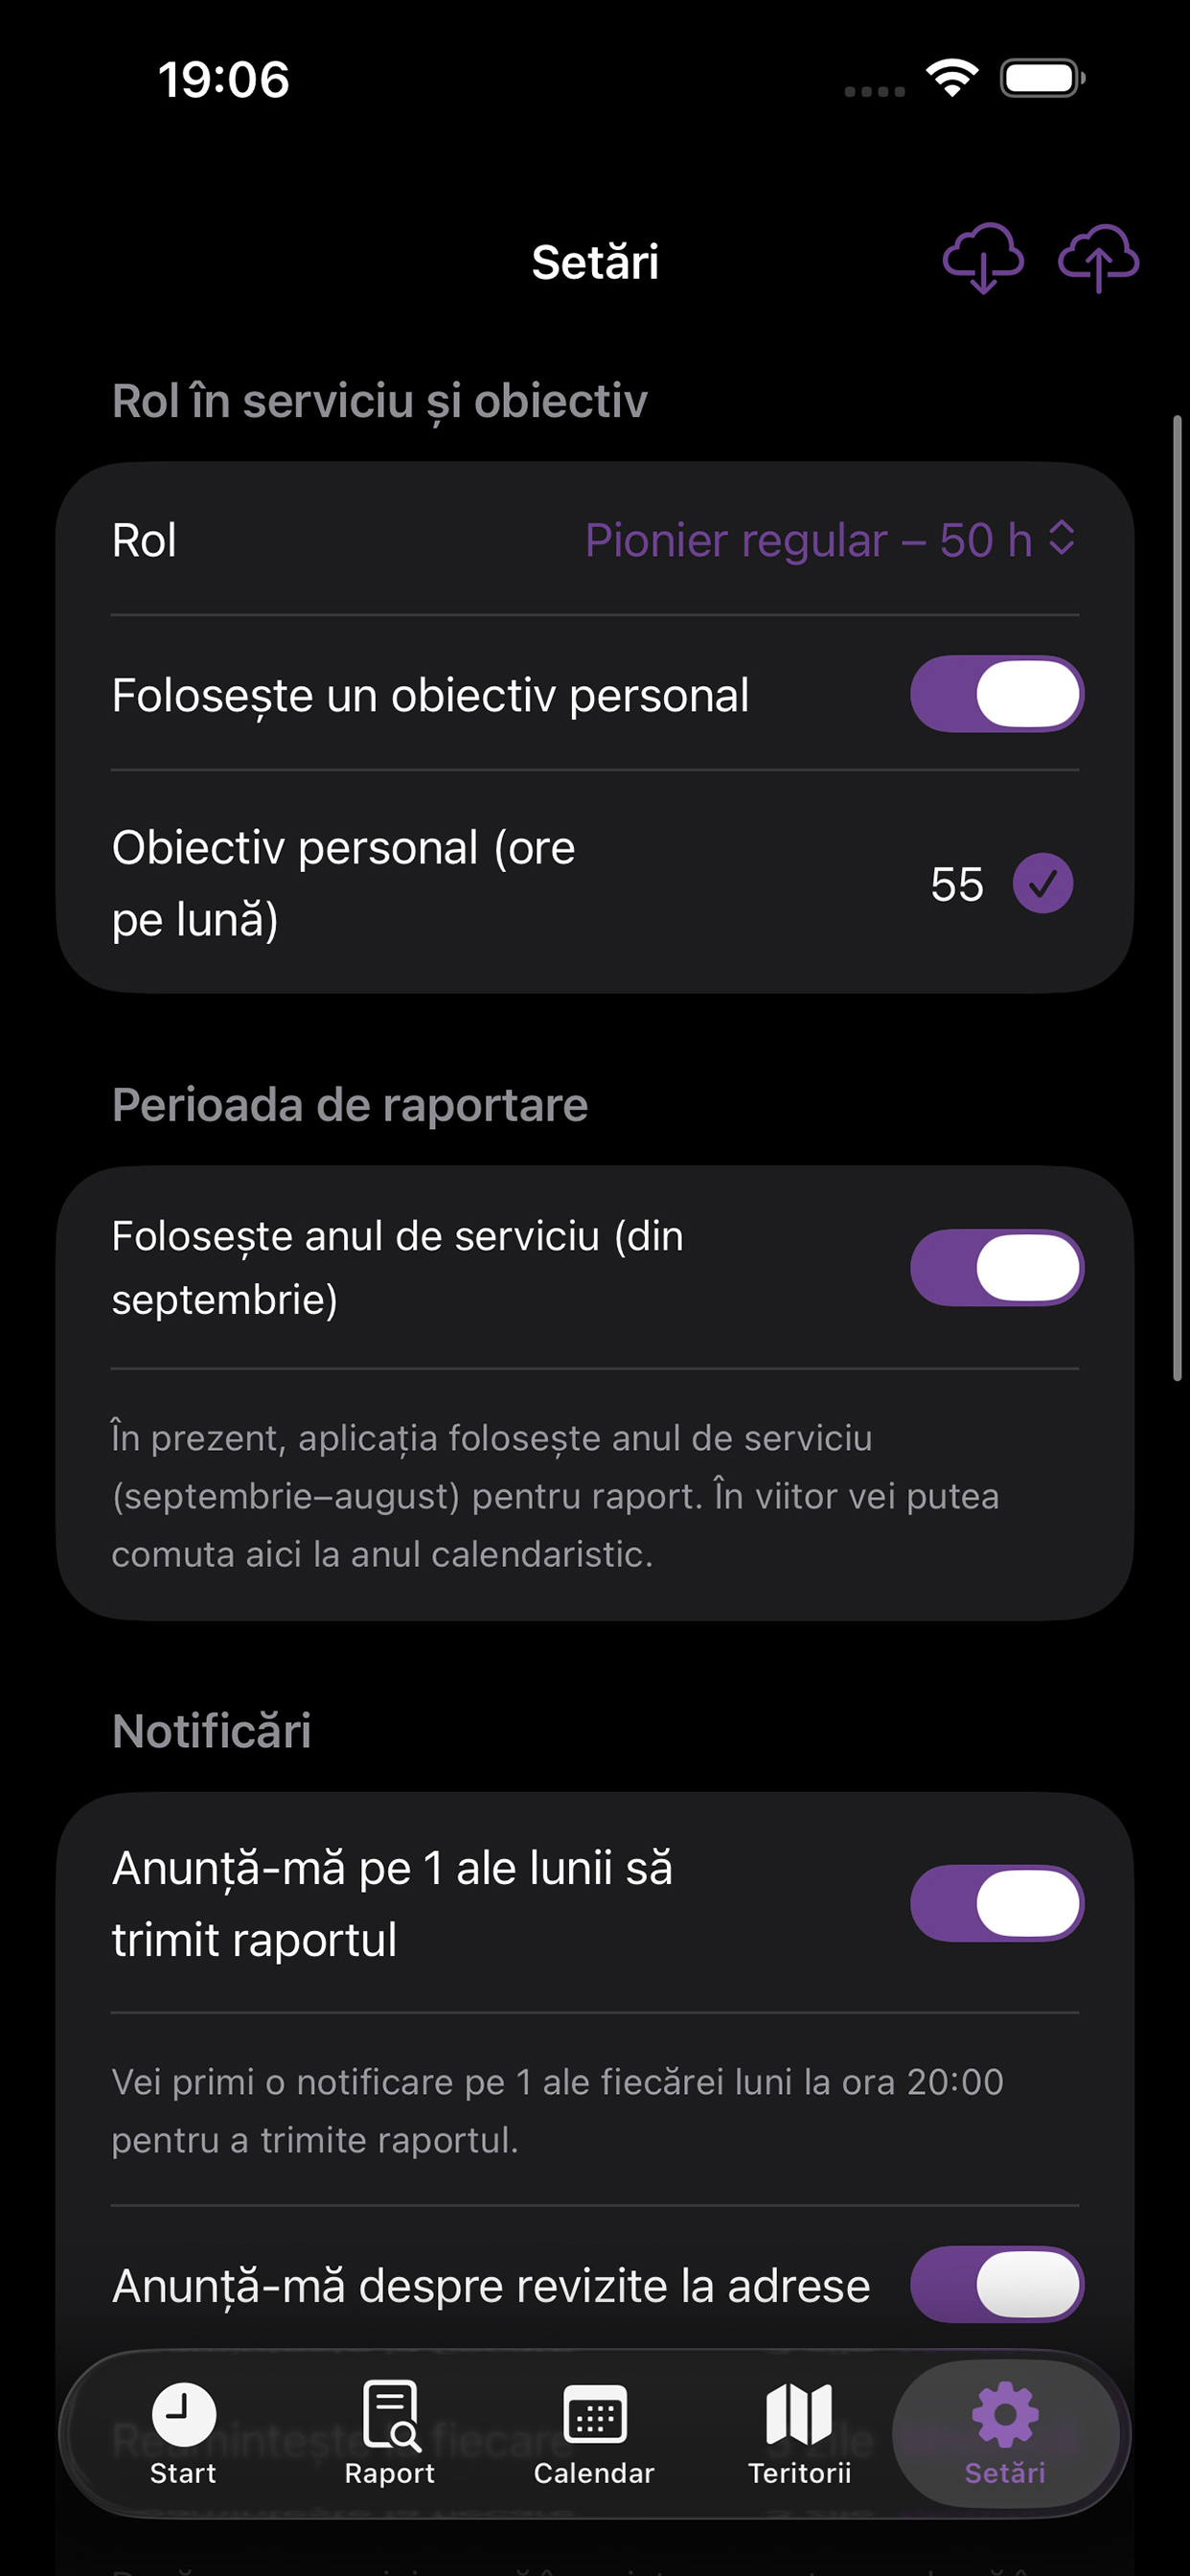 19:06
Setări
Rol în serviciu și obiectiv
Rol
Pionier regular – 50 h
Folosește un obiectiv personal
Obiectiv personal (ore
pe lună)
55
Perioada de raportare
Folosește anul de serviciu (din
septembrie)
În prezent, aplicația folosește anul de serviciu
(septembrie–august) pentru raport. În viitor vei putea
comuta aici la anul calendaristic.
Notificări
Anunță-mă pe 1 ale lunii să
trimit raportul
Vei primi o notificare pe 1 ale fiecărei luni la ora 20:00
pentru a trimite raportul.
Anunță-mă despre revizite la adrese
Start
Raport
Calendar
Teritorii
Setări